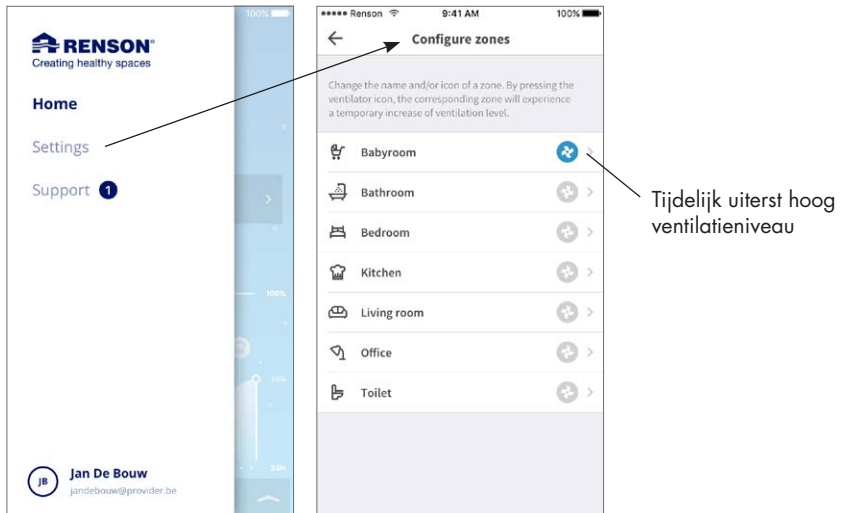 100%
RENSON
Creating healthy spaces
Home
Settings
Support 1
100%
55%
24H
JB
Jan De Bouw
jandebouw@provider.be
Renson 9:41 AM 100%
Configure zones
Change the name and/or icon of a zone. By pressing the
ventilator icon, the corresponding zone will experience
a temporary increase of ventilation level.
Babyroom
Bathroom
Bedroom
Kitchen
Living room
Office
Toilet
Tijdelijk uiterst hoog
ventilatieniveau